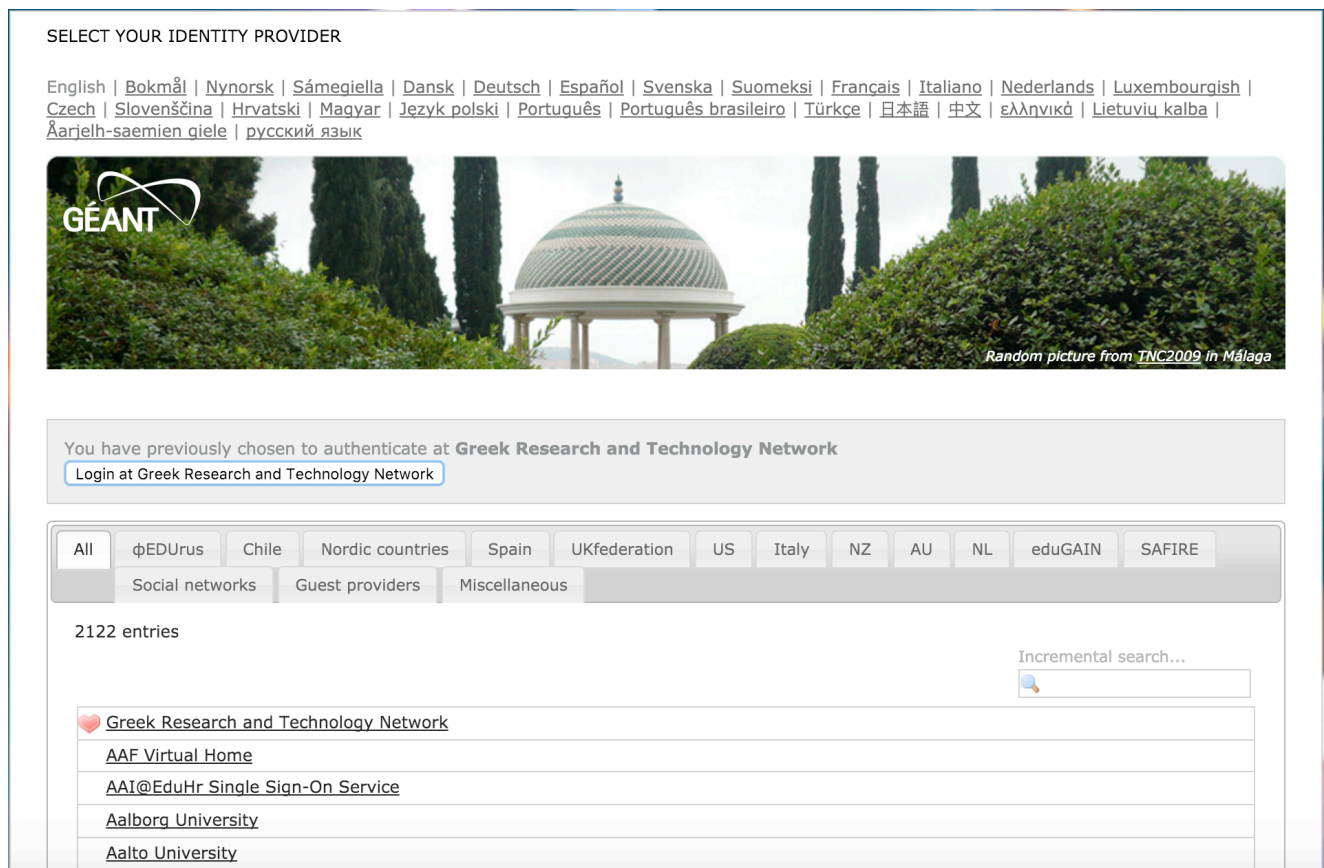 SELECT YOUR IDENTITY PROVIDER
English | Bokmål | Nynorsk | Sámegiella | Dansk | Deutsch | Español | Svenska | Suomeksi | Français | Italiano | Nederlands | Luxembourgish |
Czech | Slovenščina | Hrvatski | Magyar | Język polski | Português | Português brasileiro | Türkçe | 日本語 | 中文 | ελληνικά | Lietuvių kalba |
Åarjelh-saemien giele | русский язык
GÉANT
Random picture from TNC2009 in Málaga
You have previously chosen to authenticate at Greek Research and Technology Network
Login at Greek Research and Technology Network
All фEDUrus Chile Nordic countries Spain UKfederation US Italy NZ AU NL eduGAIN SAFIRE
Social networks Guest providers Miscellaneous
2122 entries
Incremental search...
Greek Research and Technology Network
AAF Virtual Home
AAI@EduHr Single Sign-On Service
Aalborg University
Aalto University